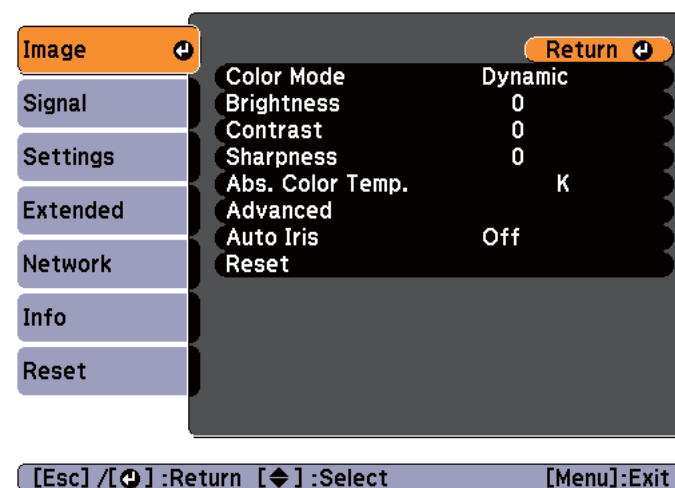 Image
Signal
Settings
Extended
Network
Info
Reset
Return
Color Mode Dynamic
Brightness 0
Contrast 0
Sharpness 0
Abs. Color Temp. K
Advanced
Auto Iris Off
Reset
[Esc] /[ ] :Return [ ] :Select [Menu]:Exit